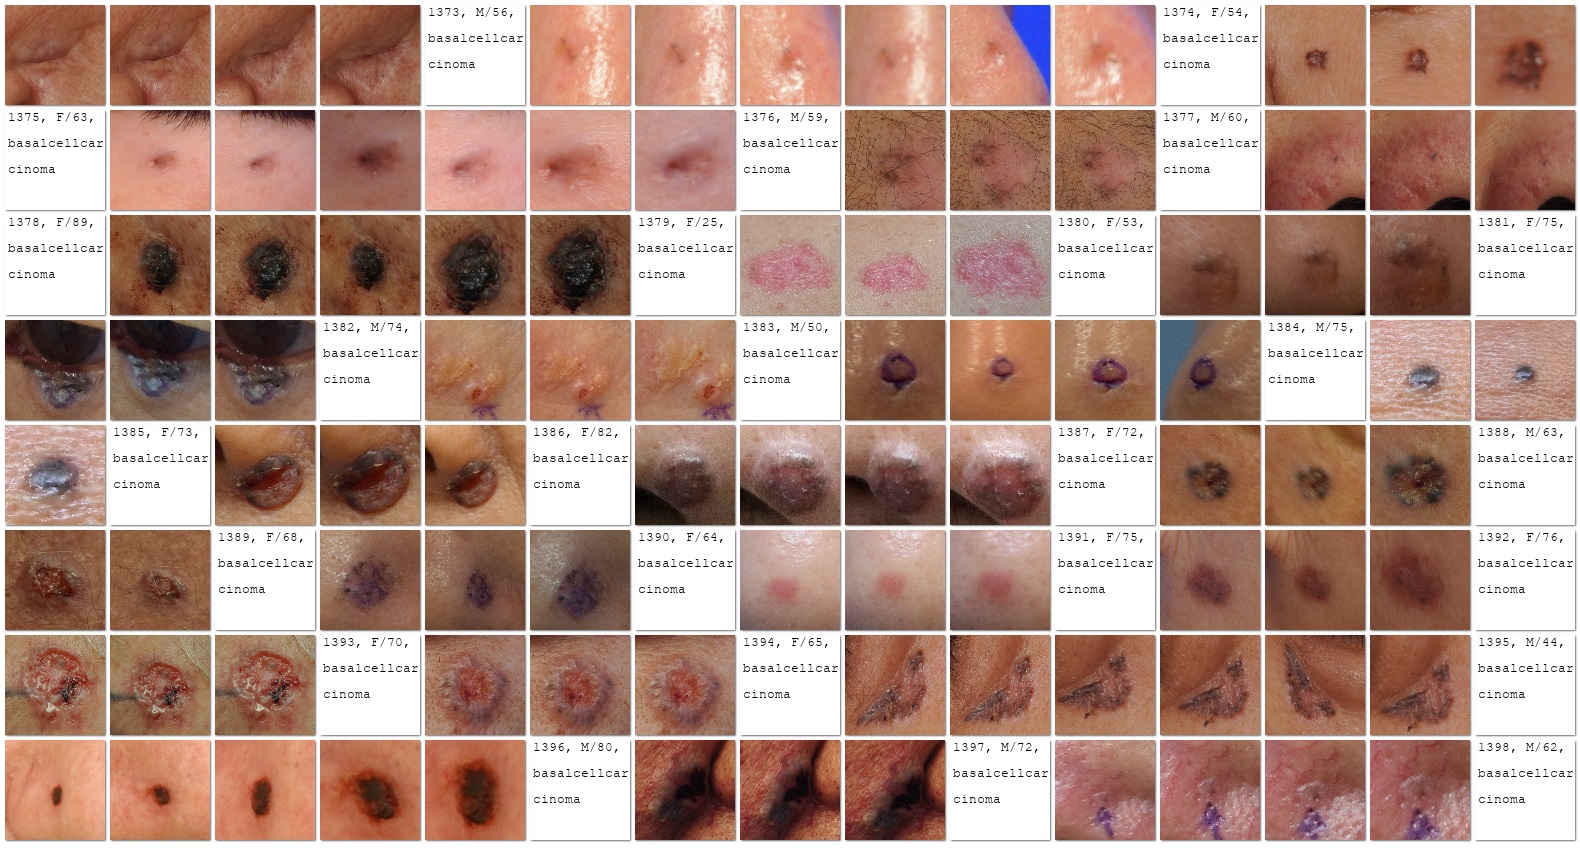 1373, M/56,
basalcellcar
cinoma
1374, F/54,
basalcellcar
cinoma
1375, F/63,
basalcellcar
cinoma
1376, M/59,
basalcellcar
cinoma
1377, M/60,
basalcellcar
cinoma
1378, F/89,
basalcellcar
cinoma
1379, F/25,
basalcellcar
cinoma
1380, F/53,
basalcellcar
cinoma
1381, F/75,
basalcellcar
cinoma
1382, M/74,
basalcellcar
cinoma
1383, M/50,
basalcellcar
cinoma
1384, M/75,
basalcellcar
cinoma
1385, F/73,
basalcellcar
cinoma
1386, F/82,
basalcellcar
cinoma
1387, F/72,
basalcellcar
cinoma
1388, M/63,
basalcellcar
cinoma
1389, F/68,
basalcellcar
cinoma
1390, F/64,
basalcellcar
cinoma
1391, F/75,
basalcellcar
cinoma
1392, F/76,
basalcellcar
cinoma
1393, F/70,
basalcellcar
cinoma
1394, F/65,
basalcellcar
cinoma
1395, M/44,
basalcellcar
cinoma
1396, M/80,
basalcellcar
cinoma
1397, M/72,
basalcellcar
cinoma
1398, M/62,
basalcellcar
cinoma